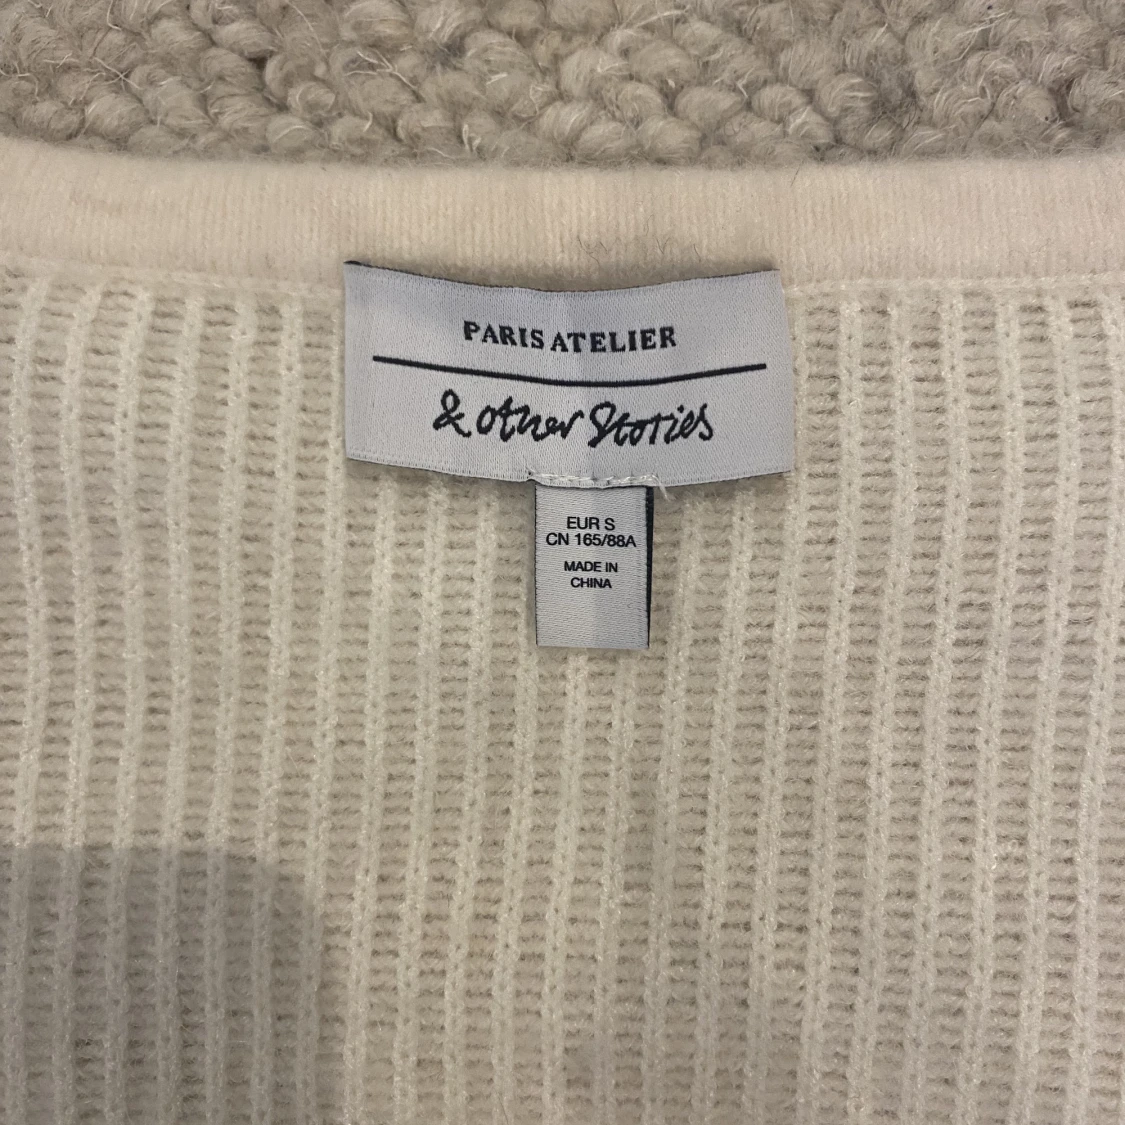 PARIS ATELIER
& other Stories
EUR S
CN 165/88A
MADE IN
CHINA